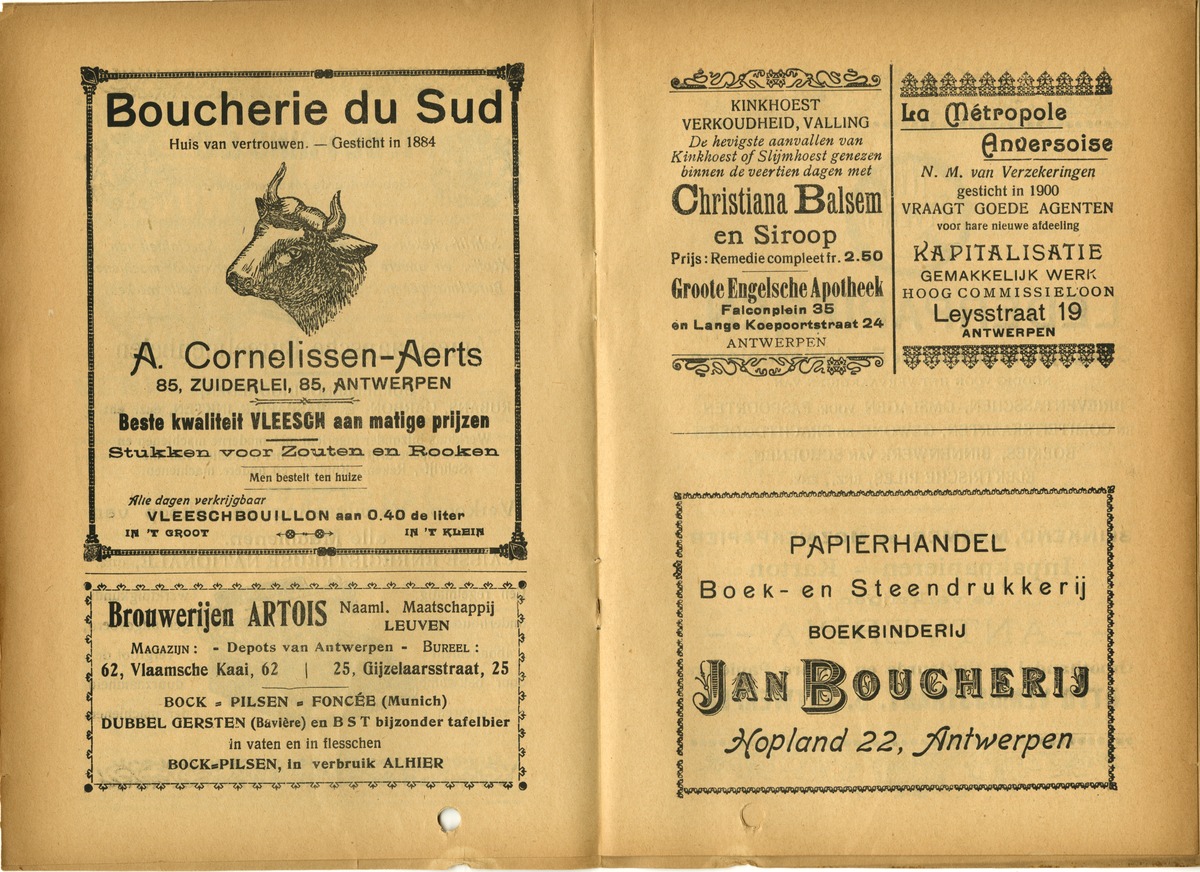 Boucherie du Sud
Huis van vertrouwen. — Gesticht in 1884
A. Cornelissen-Aerts
85, ZUIDERLEI, 85, ANTWERPEN
Beste kwaliteit VLEESCH aan matige prijzen
Stukken voor Zouten en Rooken
Men bestelt ten huize
Alle dagen verkrijgbaar
VLEESCHBOUILLON aan 0.40 de liter
IN 'T GROOT IN 'T KLEIN
Brouwerijen ARTOIS Naaml. Maatschappij
LEUVEN
MAGAZIJN : - Depots van Antwerpen - BUREEL :
62, Vlaamsche Kaai, 62 | 25, Gijzelaarsstraat, 25
BOCK = PILSEN = FONCÉE (Munich)
DUBBEL GERSTEN (Bavière) en B S T bijzonder tafelbier
in vaten en in flesschen
BOCK=PILSEN, in verbruik ALHIER
KINKHOEST
VERKOUDHEID, VALLING
De hevigste aanvallen van
Kinkhoest of Slijmhoest genezen
binnen de veertien dagen met
Christiana Balsem
en Siroop
Prijs : Remedie compleet fr. 2.50
Groote Engelsche Apotheek
Falconplein 35
en Lange Koepoortstraat 24
ANTWERPEN
La Métropole
Anversoise
N. M. van Verzekeringen
gesticht in 1900
VRAAGT GOEDE AGENTEN
voor hare nieuwe afdeeling
KAPITALISATIE
GEMAKKELIJK WERK
HOOG COMMISSIELOON
Leysstraat 19
ANTWERPEN
PAPIERHANDEL
Boek- en Steendrukkerij
BOEKBINDERIJ
JAN BOUCHERIJ
Hopland 22, Antwerpen